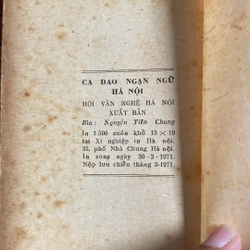 CA DAO NGẠN NGỮ
HÀ NỘI
HỘI VĂN NGHỆ HÀ NỘI
XUẤT BẢN
Bìa: Nguyễn Tiến Chung
In 1500 cuốn khổ 13 × 19
tại Xí nghiệp in Hà nội.
35, phố Nhà Chung Hà nội.
In xong ngày 30-2-1971
Nộp lưu chiểu tháng 3-1971